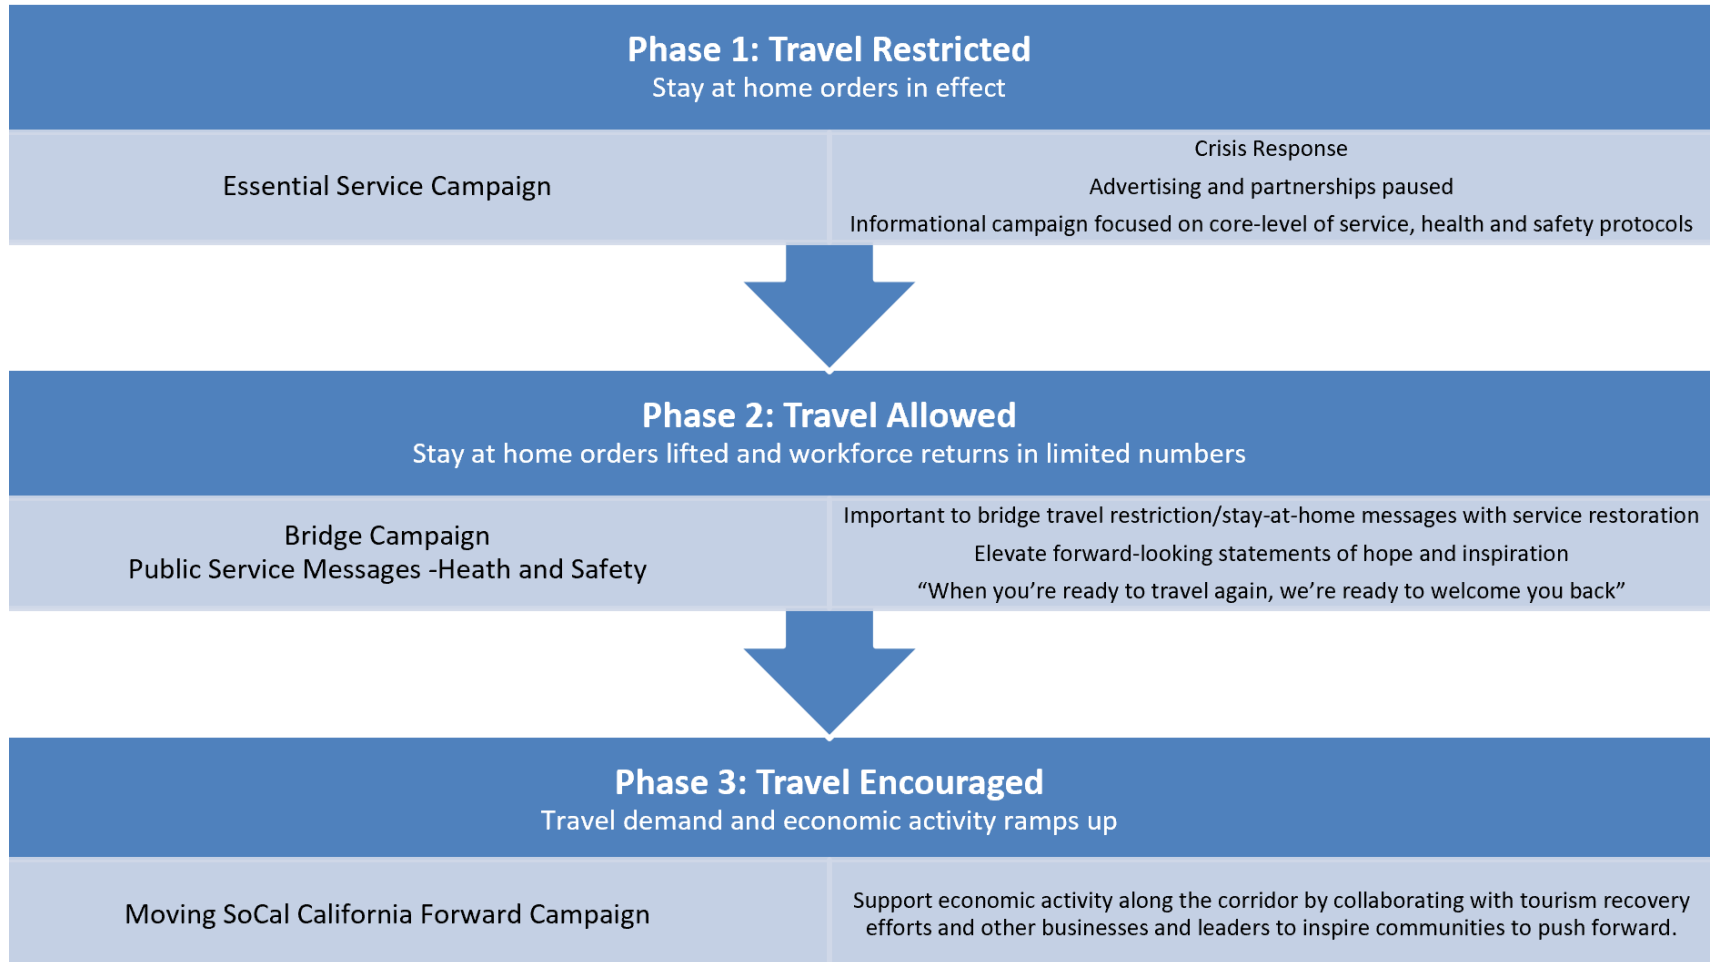 Phase 1: Travel Restricted
Stay at home orders in effect
Essential Service Campaign
Crisis Response
Advertising and partnerships paused
Informational campaign focused on core-level of service, health and safety protocols
Phase 2: Travel Allowed
Stay at home orders lifted and workforce returns in limited numbers
Bridge Campaign
Public Service Messages -Heath and Safety
Important to bridge travel restriction/stay-at-home messages with service restoration
Elevate forward-looking statements of hope and inspiration
“When you’re ready to travel again, we’re ready to welcome you back”
Phase 3: Travel Encouraged
Travel demand and economic activity ramps up
Moving SoCal California Forward Campaign
Support economic activity along the corridor by collaborating with tourism recovery
efforts and other businesses and leaders to inspire communities to push forward.